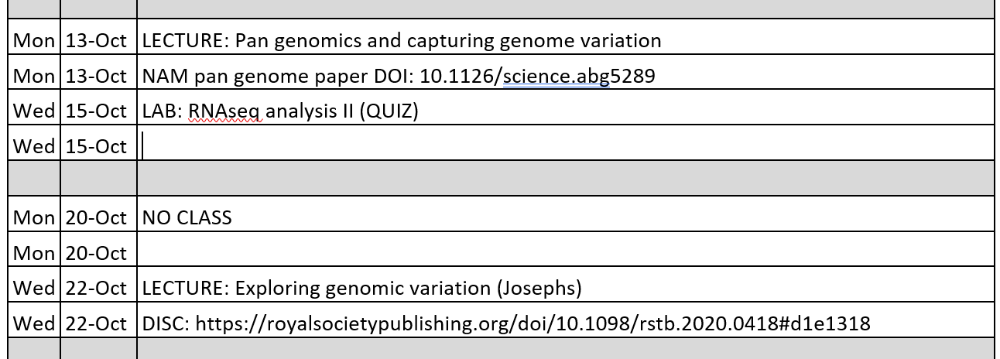 Mon 13-Oct LECTURE: Pan genomics and capturing genome variation
Mon 13-Oct NAM pan genome paper DOI: 10.1126/science.abg5289
Wed 15-Oct LAB: RNAseq analysis II (QUIZ)
Wed 15-Oct
Mon 20-Oct NO CLASS
Mon 20-Oct
Wed 22-Oct LECTURE: Exploring genomic variation (Josephs)
Wed 22-Oct DISC: https://royalsocietypublishing.org/doi/10.1098/rstb.2020.0418#d1e1318